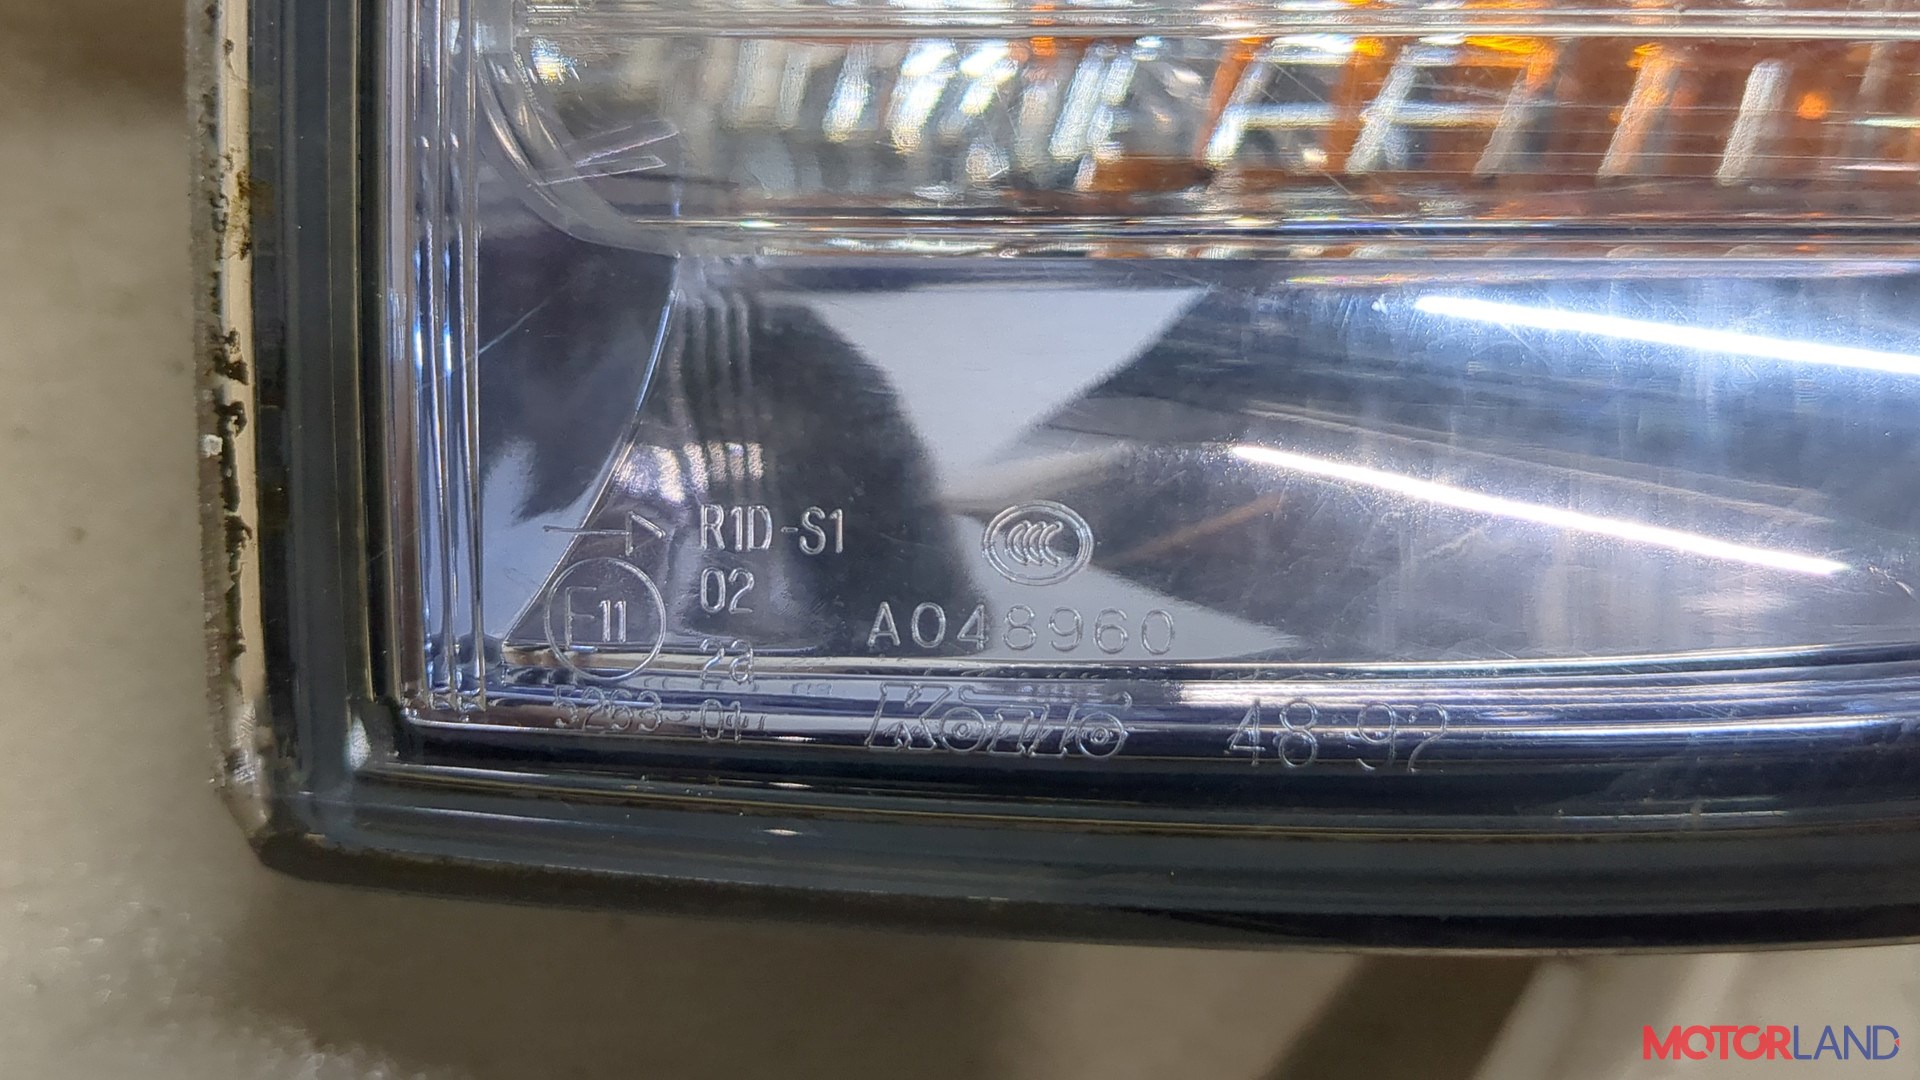 R1D-S1
02
E11
A048960
2a
5263-01
Koito
48-92
MOTORLAND